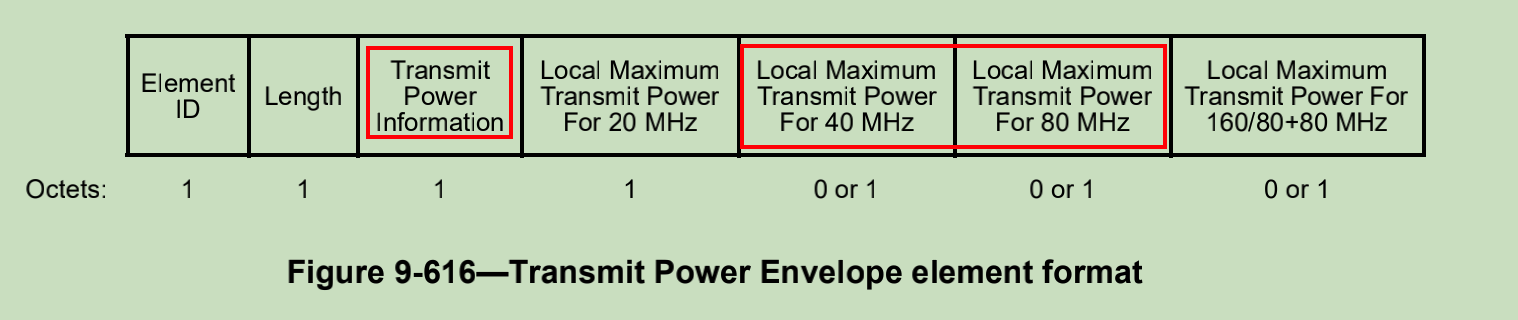 Element
ID
Length
Transmit
Power
Information
Local Maximum
Transmit Power
For 20 MHz
Local Maximum
Transmit Power
For 40 MHz
Local Maximum
Transmit Power
For 80 MHz
Local Maximum
Transmit Power For
160/80+80 MHz
Octets: 1 1 1 1 0 or 1 0 or 1 0 or 1
Figure 9-616—Transmit Power Envelope element format